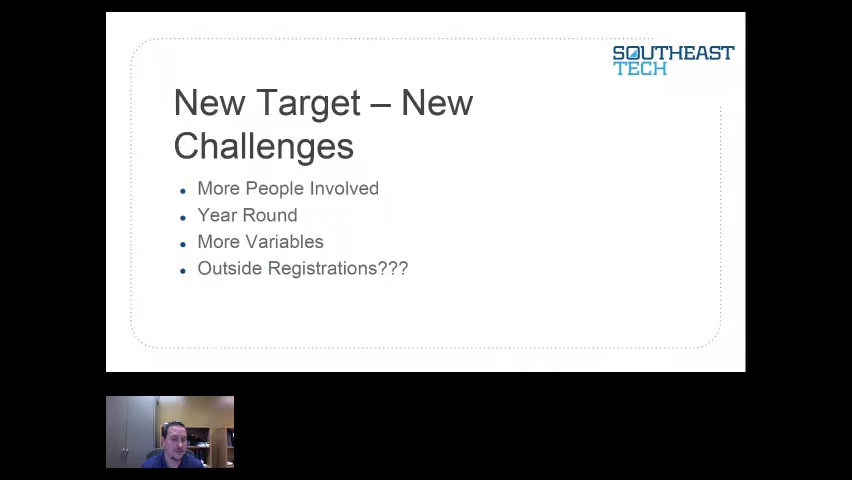 SOUTHEAST
TECH
New Target – New
Challenges
More People Involved
Year Round
More Variables
Outside Registrations???